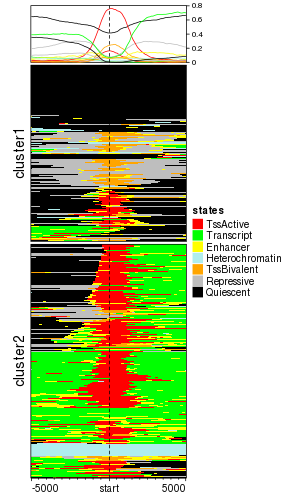 0.8
0.6
0.4
0.2
0
cluster1
cluster2
states
TssActive
Transcript
Enhancer
Heterochromatin
TssBivalent
Repressive
Quiescent
-5000 start 5000